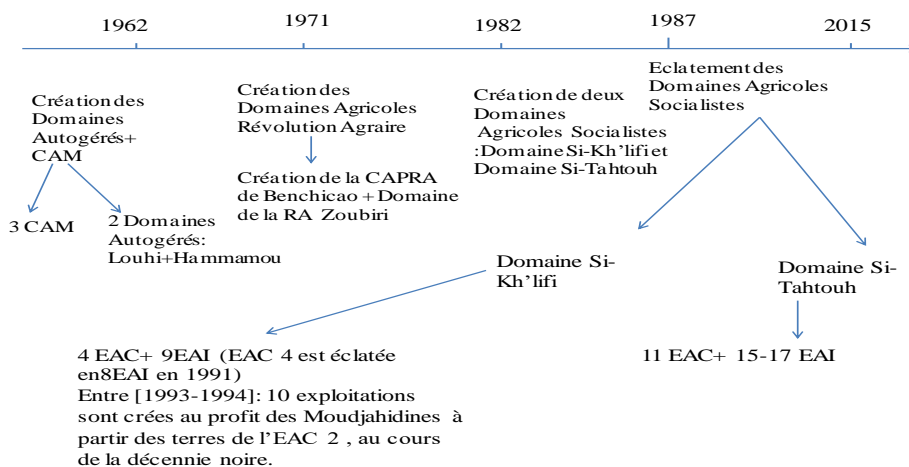 1962 1971 1982 1987 2015
Création des
Domaines
Autogérés+
CAM
3 CAM
2 Domaines
Autogérés:
Louhi+Hammamou
Création des
Domaines Agricoles
Révolution Agraire
Création de la CAPRA
de Benchicao + Domaine
de la RA Zoubiri
Création de deux
Domaines
Agricoles Socialistes
:Domaine Si-Kh’lifi et
Domaine Si-Tahtouh
Eclatement des
Domaines Agricoles
Socialistes
Domaine Si-
Kh’lifi
Domaine Si-
Tahtouh
4 EAC+ 9EAI (EAC 4 est éclatée
en8EAI en 1991)
Entre [1993-1994]: 10 exploitations
sont crées au profit des Moudjahidines à
partir des terres de l’EAC 2 , au cours
de la décennie noire.
11 EAC+ 15-17 EAI